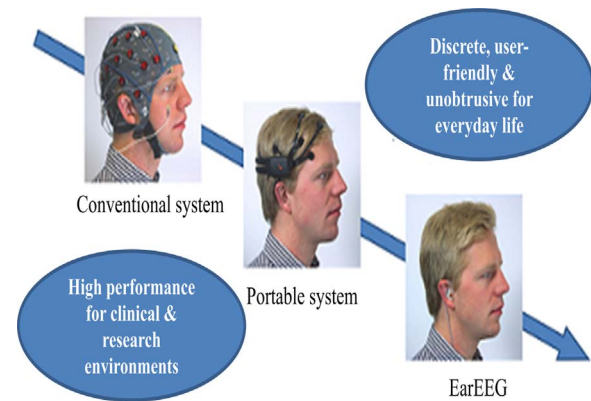 Discrete, user-
friendly &
unobtrusive for
everyday life
Conventional system
Portable system
High performance
for clinical &
research
environments
EarEEG